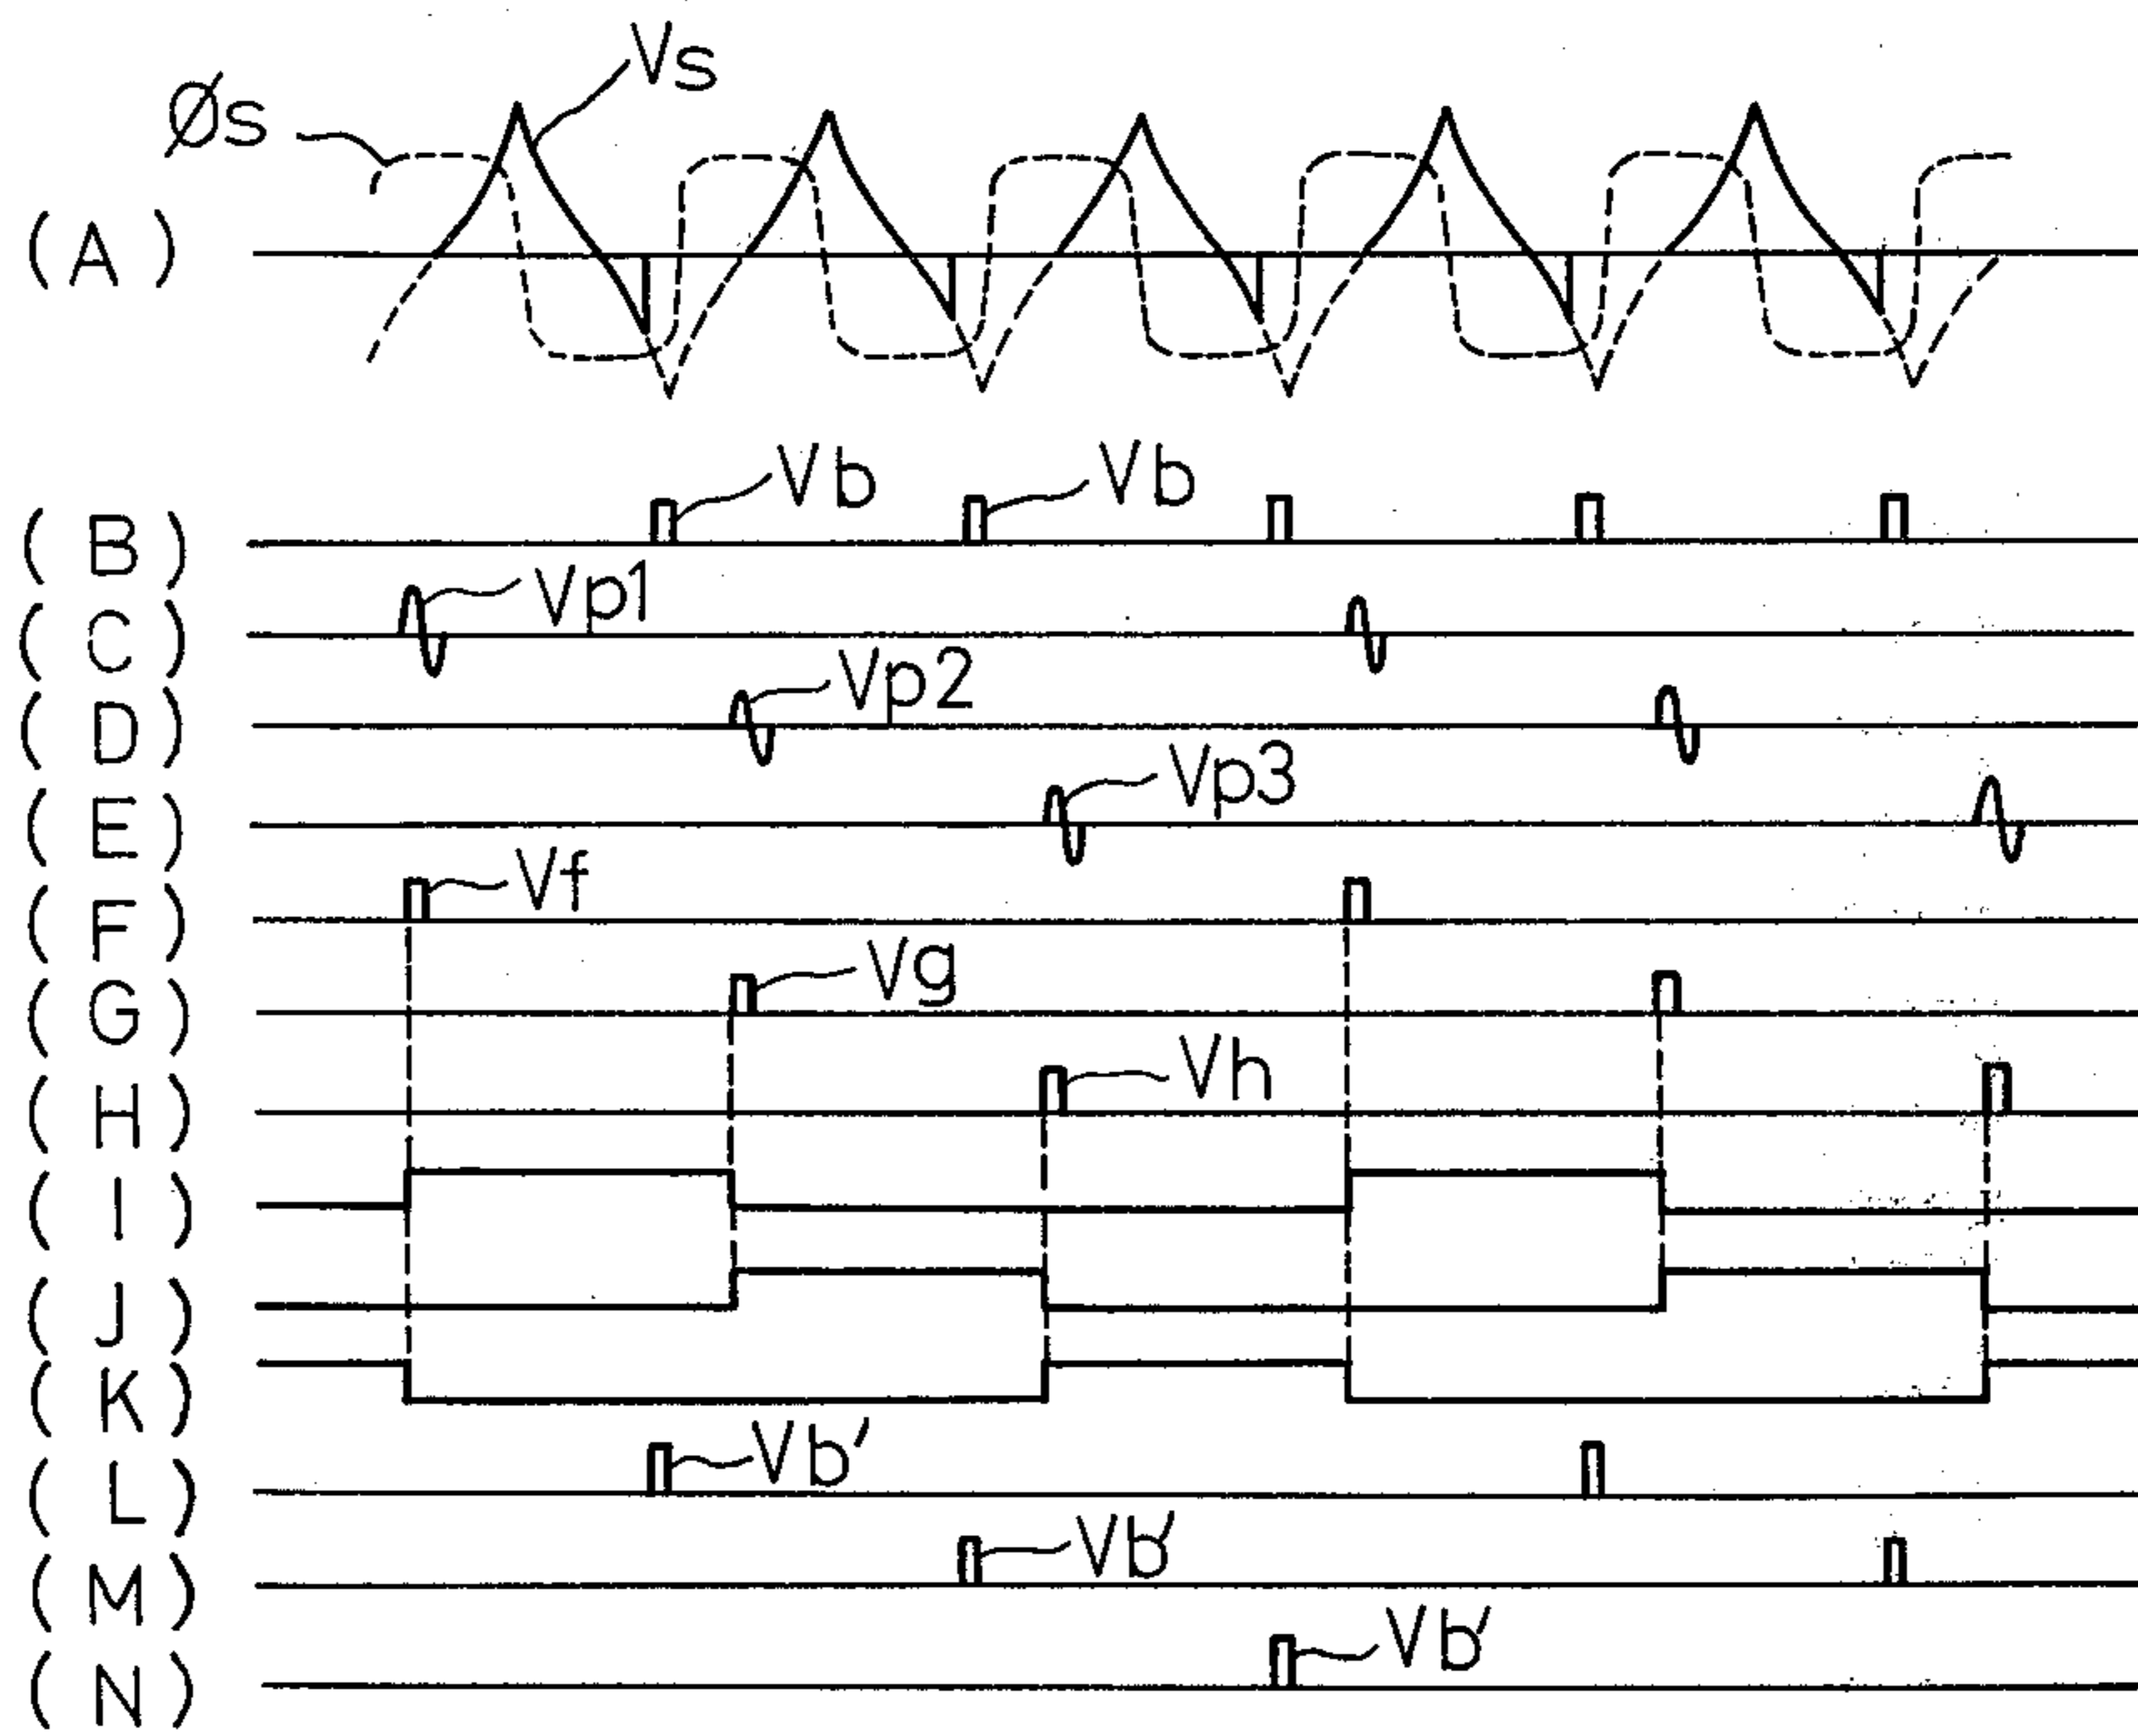 Vs
Øs
(A)
Vb Vb
(B)
Vp1
(C)
Vp2
(D)
Vp3
(E)
Vf
(F)
Vg
(G)
Vh
(H)
(I)
(J)
(K)
Vb'
(L)
Vb'
(M)
Vb'
(N)